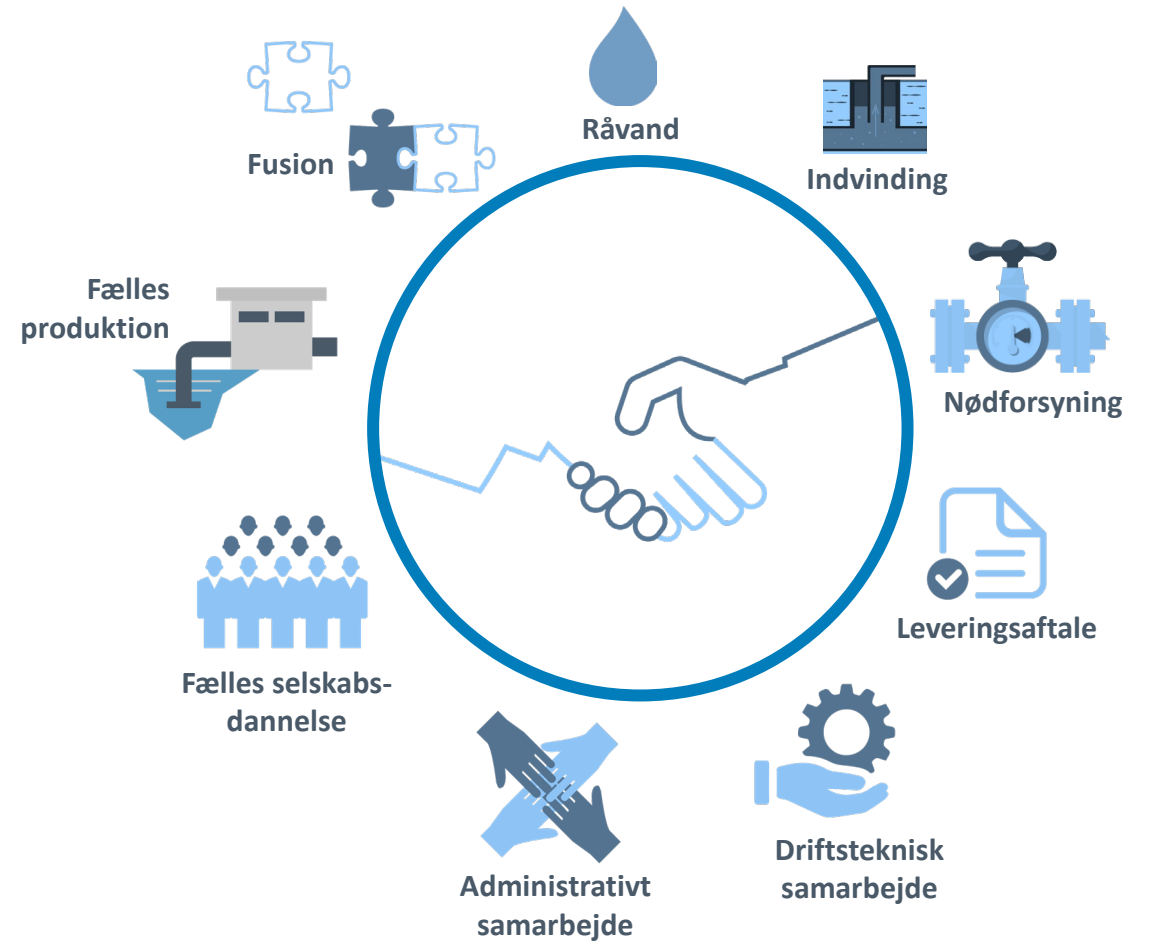 Råvand
Indvinding
Nødforsyning
Leveringsaftale
Driftsteknisk
samarbejde
Administrativt
samarbejde
Fælles selskabs-
dannelse
Fælles
produktion
Fusion